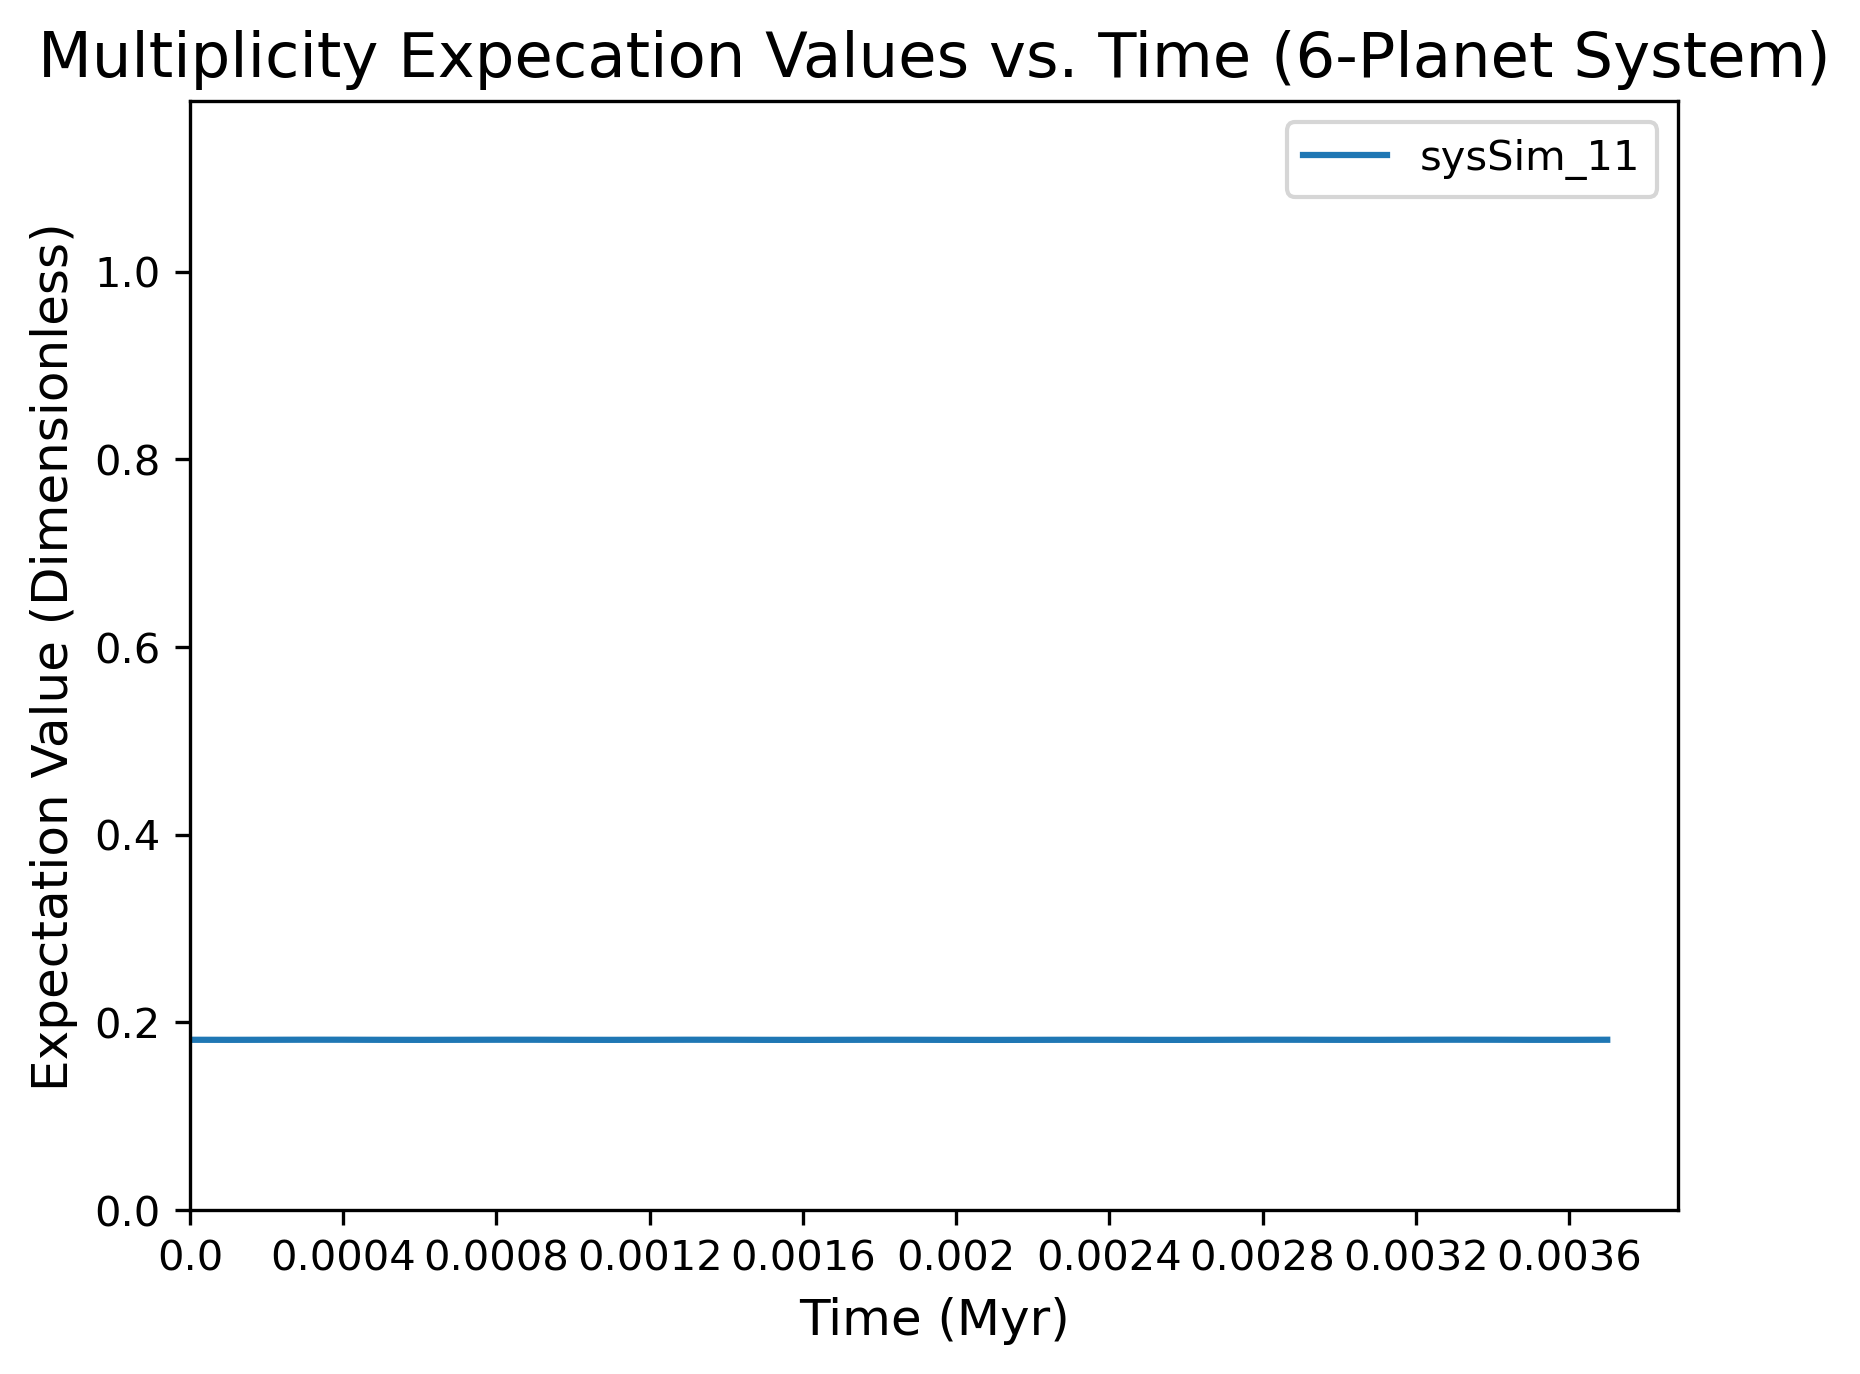 Multiplicity Expecation Values vs. Time (6-Planet System)
sysSim_11
Expectation Value (Dimensionless)
1.0
0.8
0.6
0.4
0.2
0.0
0.0 0.0004 0.0008 0.0012 0.0016 0.002 0.0024 0.0028 0.0032 0.0036
Time (Myr)